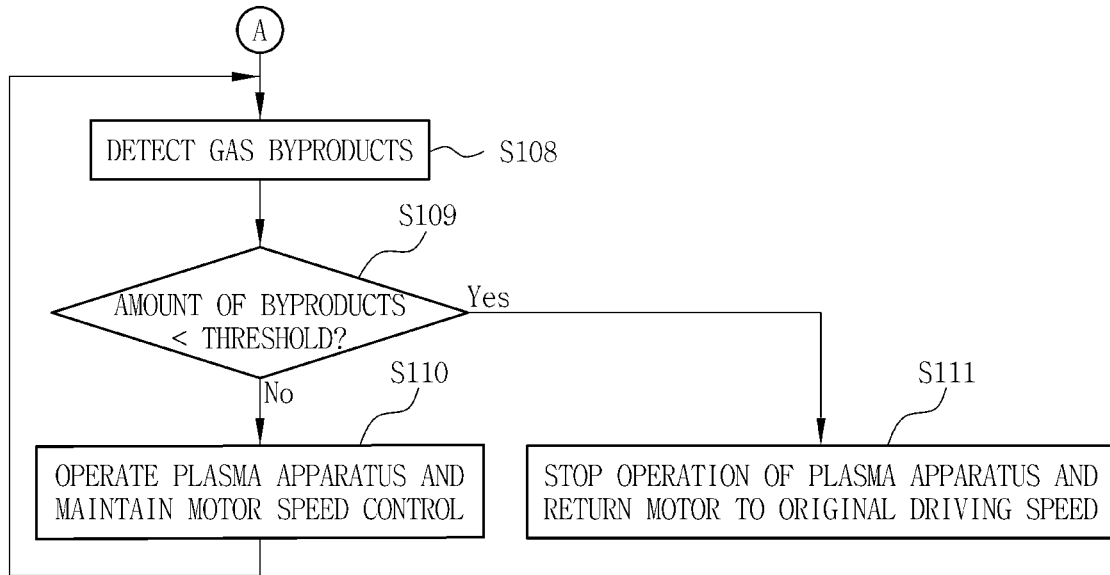 A
DETECT GAS BYPRODUCTS
S108
S109
AMOUNT OF BYPRODUCTS
< THRESHOLD?
Yes
No
S110
S111
OPERATE PLASMA APPARATUS AND
MAINTAIN MOTOR SPEED CONTROL
STOP OPERATION OF PLASMA APPARATUS AND
RETURN MOTOR TO ORIGINAL DRIVING SPEED